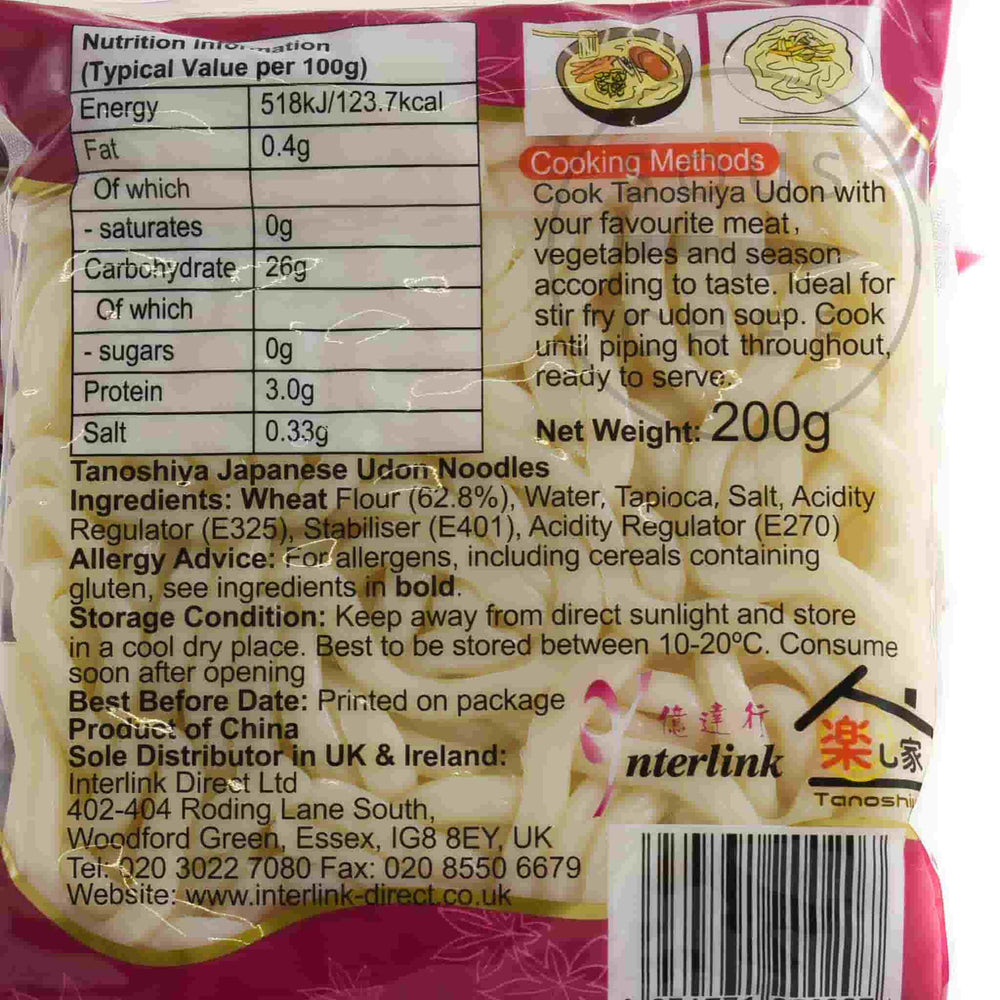 Nutrition Information
(Typical Value per 100g)
Energy 518kJ/123.7kcal
Fat 0.4g
Of which
- saturates 0g
Carbohydrate 26g
Of which
- sugars 0g
Protein 3.0g
Salt 0.33g
Cooking Methods
Cook Tanoshiya Udon with
your favourite meat,
vegetables and season
according to taste. Ideal for
stir fry or udon soup. Cook
until piping hot throughout,
ready to serve.
Net Weight: 200g
Tanoshiya Japanese Udon Noodles
Ingredients: Wheat Flour (62.8%), Water, Tapioca, Salt, Acidity
Regulator (E325), Stabiliser (E401), Acidity Regulator (E270)
Allergy Advice: For allergens, including cereals containing
gluten, see ingredients in bold.
Storage Condition: Keep away from direct sunlight and store
in a cool dry place. Best to be stored between 10-20ºC. Consume
soon after opening
Best Before Date: Printed on package
Product of China
Sole Distributor in UK & Ireland:
Interlink Direct Ltd
402-404 Roding Lane South,
Woodford Green, Essex, IG8 8EY, UK
Tel: 020 3022 7080 Fax: 020 8550 6679
Website: www.interlink-direct.co.uk
億達行
Interlink
楽し家
Tanoshi